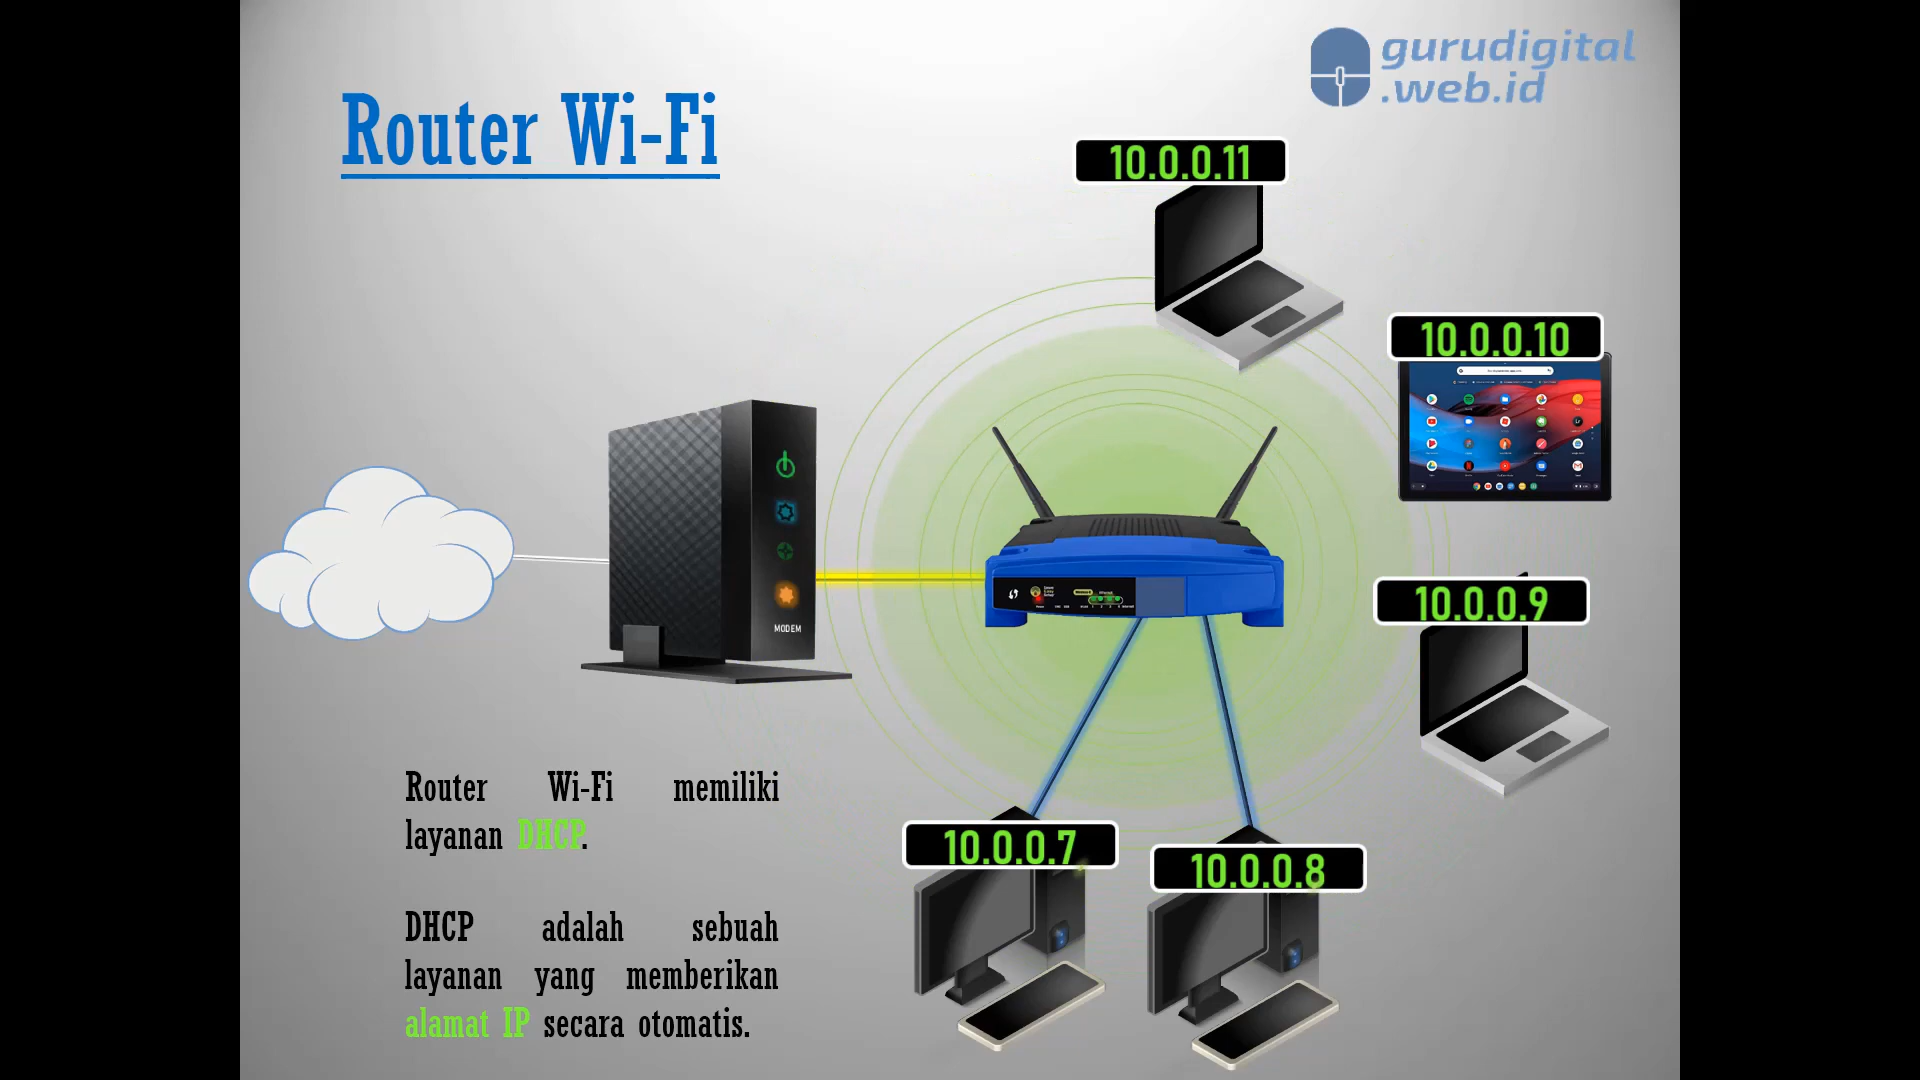 gurudigital
.web.id
Router Wi-Fi
10.0.0.11
10.0.0.10
10.0.0.9
MODEM
Router Wi-Fi memiliki
layanan DHCP.
10.0.0.7
10.0.0.8
DHCP adalah sebuah
layanan yang memberikan
alamat IP secara otomatis.